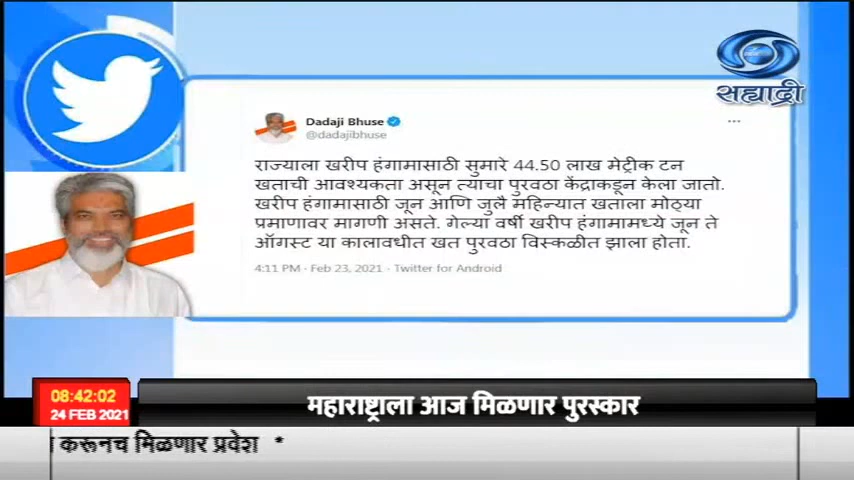 सह्याद्री
Dadaji Bhuse
@dadajibhuse
राज्याला खरीप हंगामासाठी सुमारे 44.50 लाख मेट्रीक टन
खताची आवश्यकता असून त्याचा पुरवठा केंद्राकडून केला जातो.
खरीप हंगामासाठी जून आणि जुलै महिन्यात खताला मोठ्या
प्रमाणावर मागणी असते. गेल्या वर्षी खरीप हंगामामध्ये जून ते
ऑगस्ट या कालावधीत खत पुरवठा विस्कळीत झाला होता.
4:11 PM · Feb 23, 2021 · Twitter for Android
08:42:02
24 FEB 2021
महाराष्ट्राला आज मिळणार पुरस्कार
करूनच मिळणार प्रवेश *